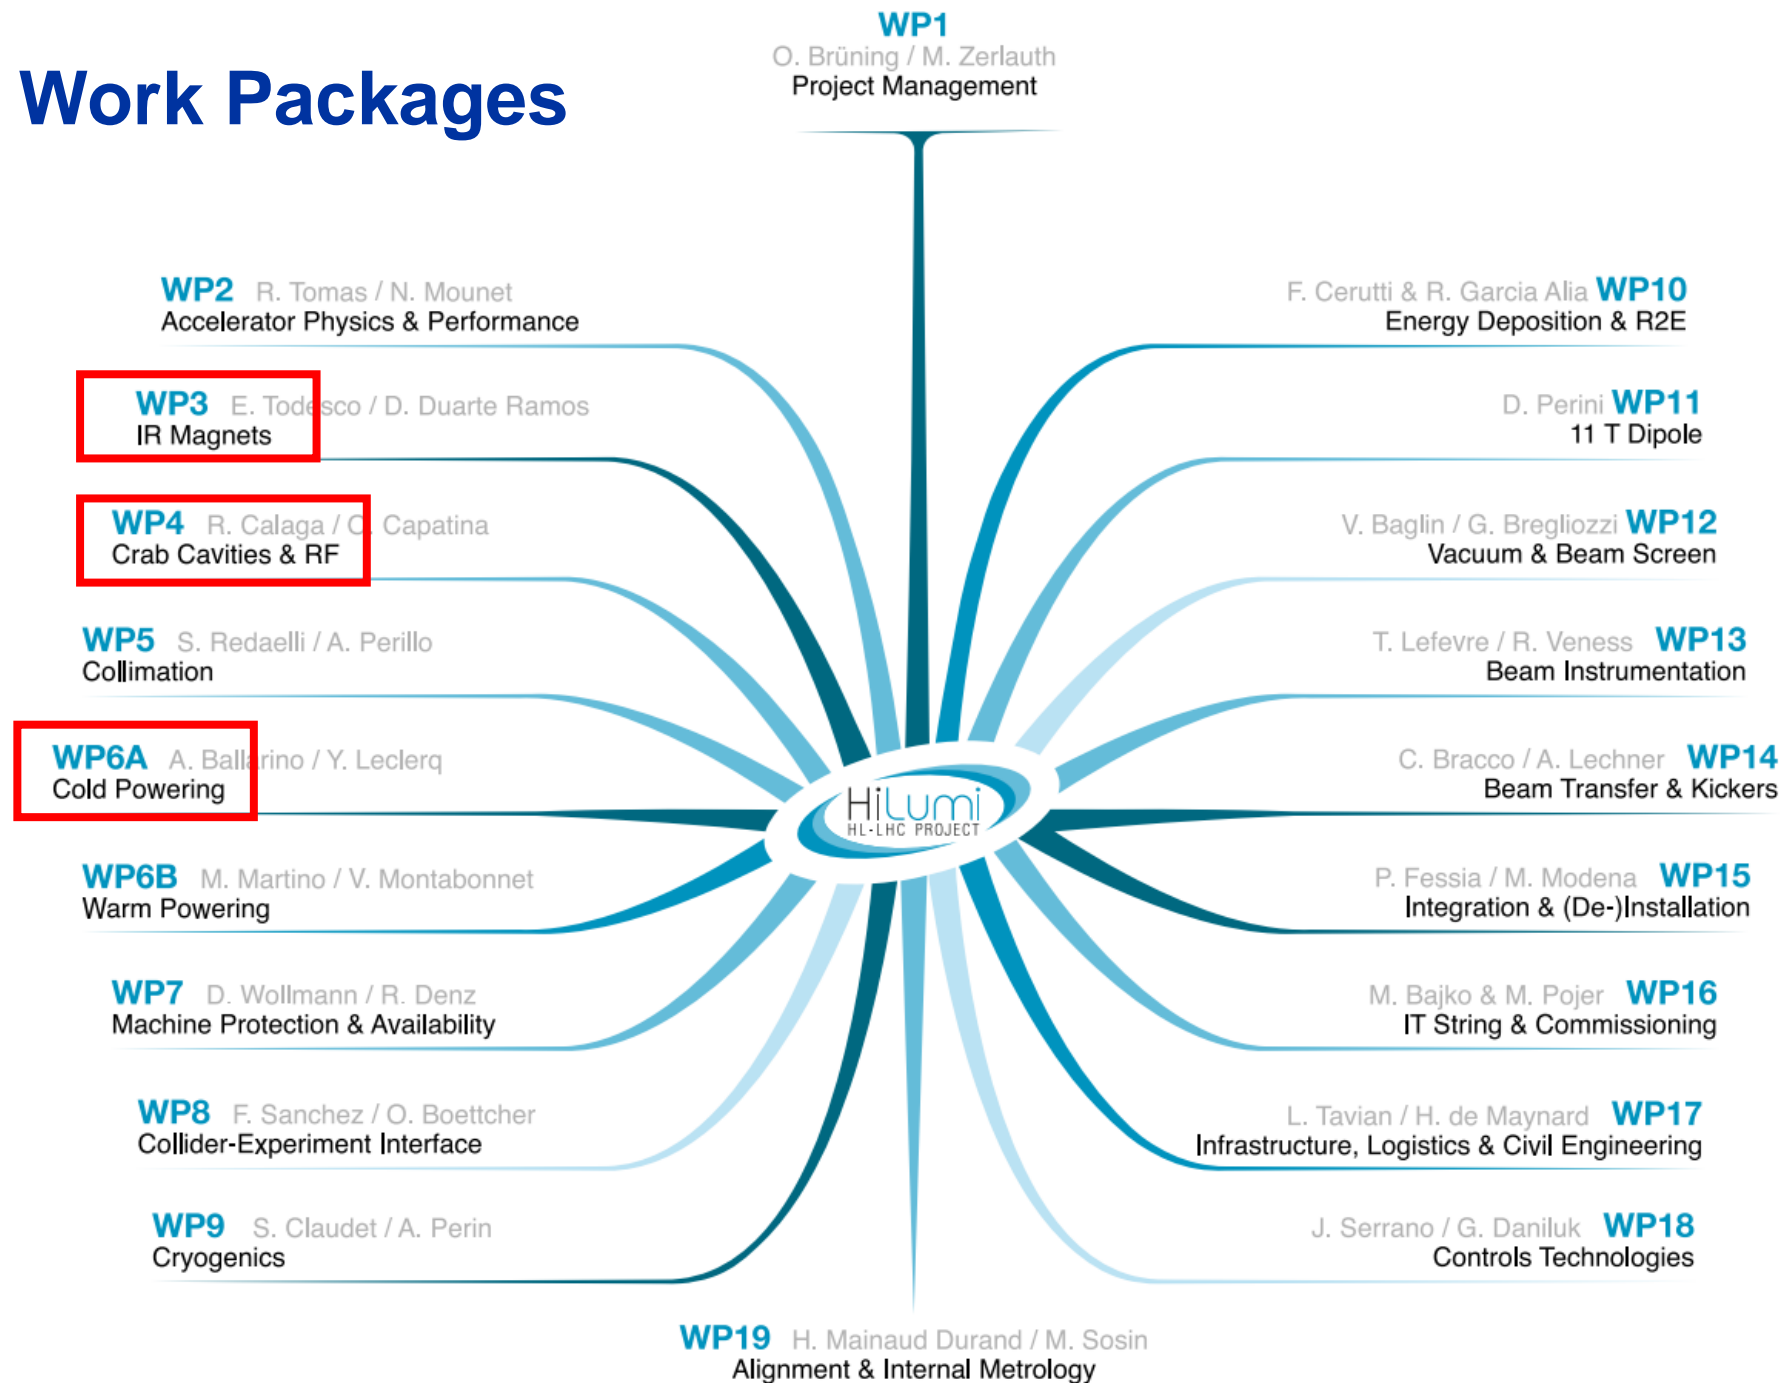 Work Packages
WP1
O. Brüning / M. Zerlauth
Project Management
WP2 R. Tomas / N. Mounet
Accelerator Physics & Performance
WP3 E. Todesco / D. Duarte Ramos
IR Magnets
WP4 R. Calaga / O. Capatina
Crab Cavities & RF
WP5 S. Redaelli / A. Perillo
Collimation
WP6A A. Ballarino / Y. Leclerq
Cold Powering
WP6B M. Martino / V. Montabonnet
Warm Powering
WP7 D. Wollmann / R. Denz
Machine Protection & Availability
WP8 F. Sanchez / O. Boettcher
Collider-Experiment Interface
WP9 S. Claudet / A. Perin
Cryogenics
HiLumi
HL-LHC PROJECT
F. Cerutti & R. Garcia Alia WP10
Energy Deposition & R2E
D. Perini WP11
11 T Dipole
V. Baglin / G. Bregliozzi WP12
Vacuum & Beam Screen
T. Lefevre / R. Veness WP13
Beam Instrumentation
C. Bracco / A. Lechner WP14
Beam Transfer & Kickers
P. Fessia / M. Modena WP15
Integration & (De-)Installation
M. Bajko & M. Pojer WP16
IT String & Commissioning
L. Tavian / H. de Maynard WP17
Infrastructure, Logistics & Civil Engineering
J. Serrano / G. Daniluk WP18
Controls Technologies
WP19 H. Mainaud Durand / M. Sosin
Alignment & Internal Metrology